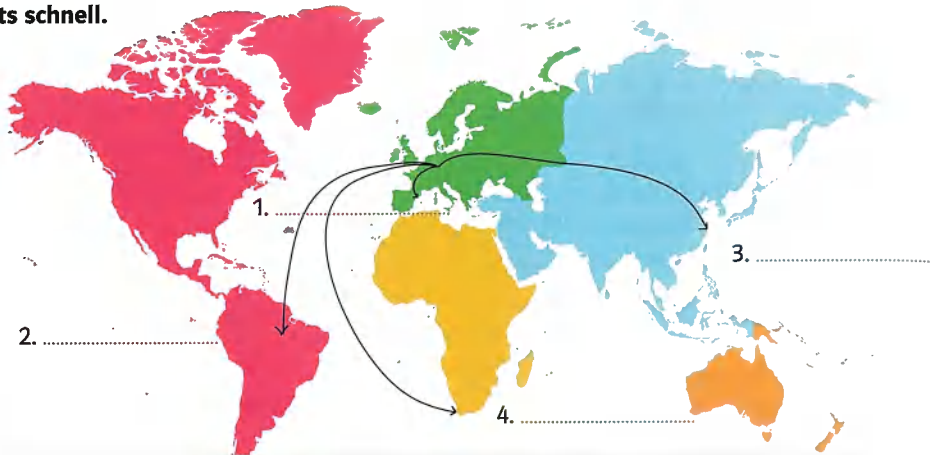 ts schnell.
1. ........................
2. ........................
3. ........................
4. ........................